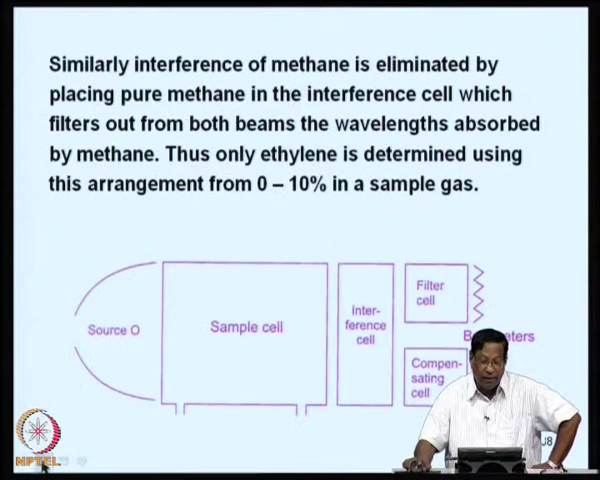 Similarly interference of methane is eliminated by
placing pure methane in the interference cell which
filters out from both beams the wavelengths absorbed
by methane. Thus only ethylene is determined using
this arrangement from 0 – 10% in a sample gas.
Filter
cell
Inter-
ference
cell
Source O
Sample cell
Compen-
sating
cell
NPTEL